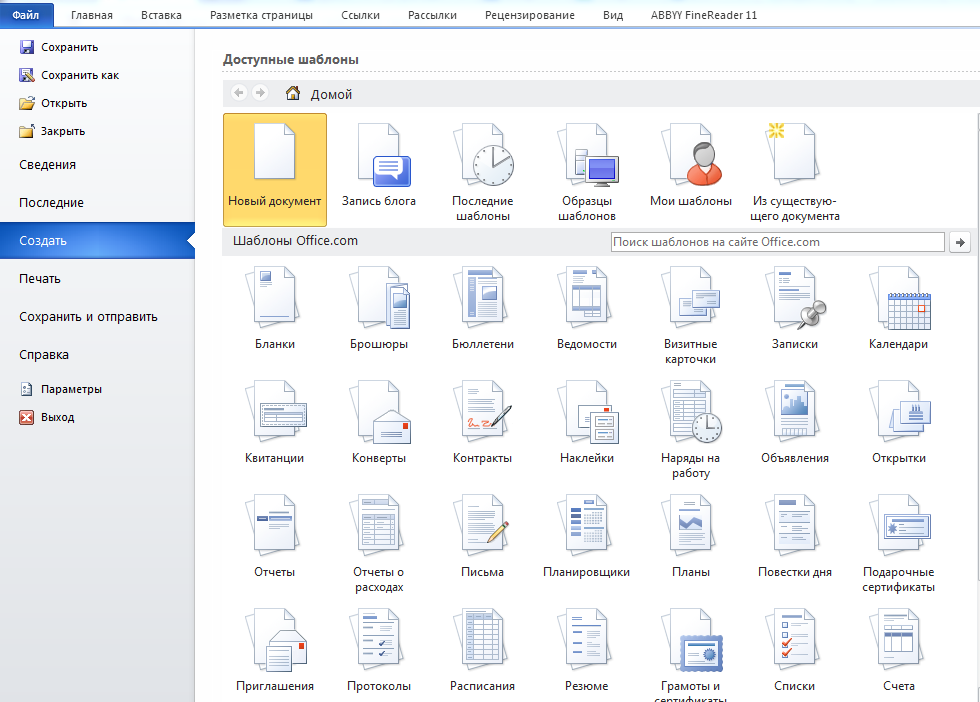 Файл Главная Вставка Разметка страницы Ссылки Рассылки Рецензирование Вид ABBYY FineReader 11
Сохранить
Сохранить как
Открыть
Закрыть
Сведения
Последние
Создать
Печать
Сохранить и отправить
Справка
Параметры
Выход
Доступные шаблоны
Домой
Новый документ Запись блога Последние шаблоны Образцы шаблонов Мои шаблоны Из существую-
щего документа
Шаблоны Office.com Поиск шаблонов на сайте Office.com
Бланки Брошюры Бюллетени Ведомости Визитные карточки Записки Календари
Квитанции Конверты Контракты Наклейки Наряды на работу Объявления Открытки
Отчеты Отчеты о расходах Письма Планировщики Планы Повестки дня Подарочные сертификаты
Приглашения Протоколы Расписания Резюме Грамоты и сертификаты Списки Счета